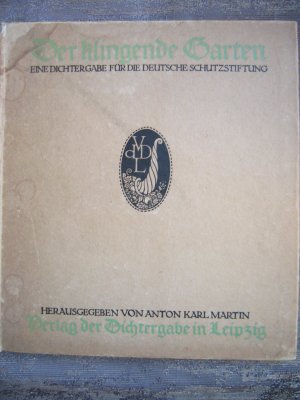 Der klingende Garten
EINE DICHTERGABE FÜR DIE DEUTSCHE SCHUTZSTIFTUNG
VDDL
HERAUSGEGEBEN VON ANTON KARL MARTIN
Verlag der Dichtergabe in Leipzig